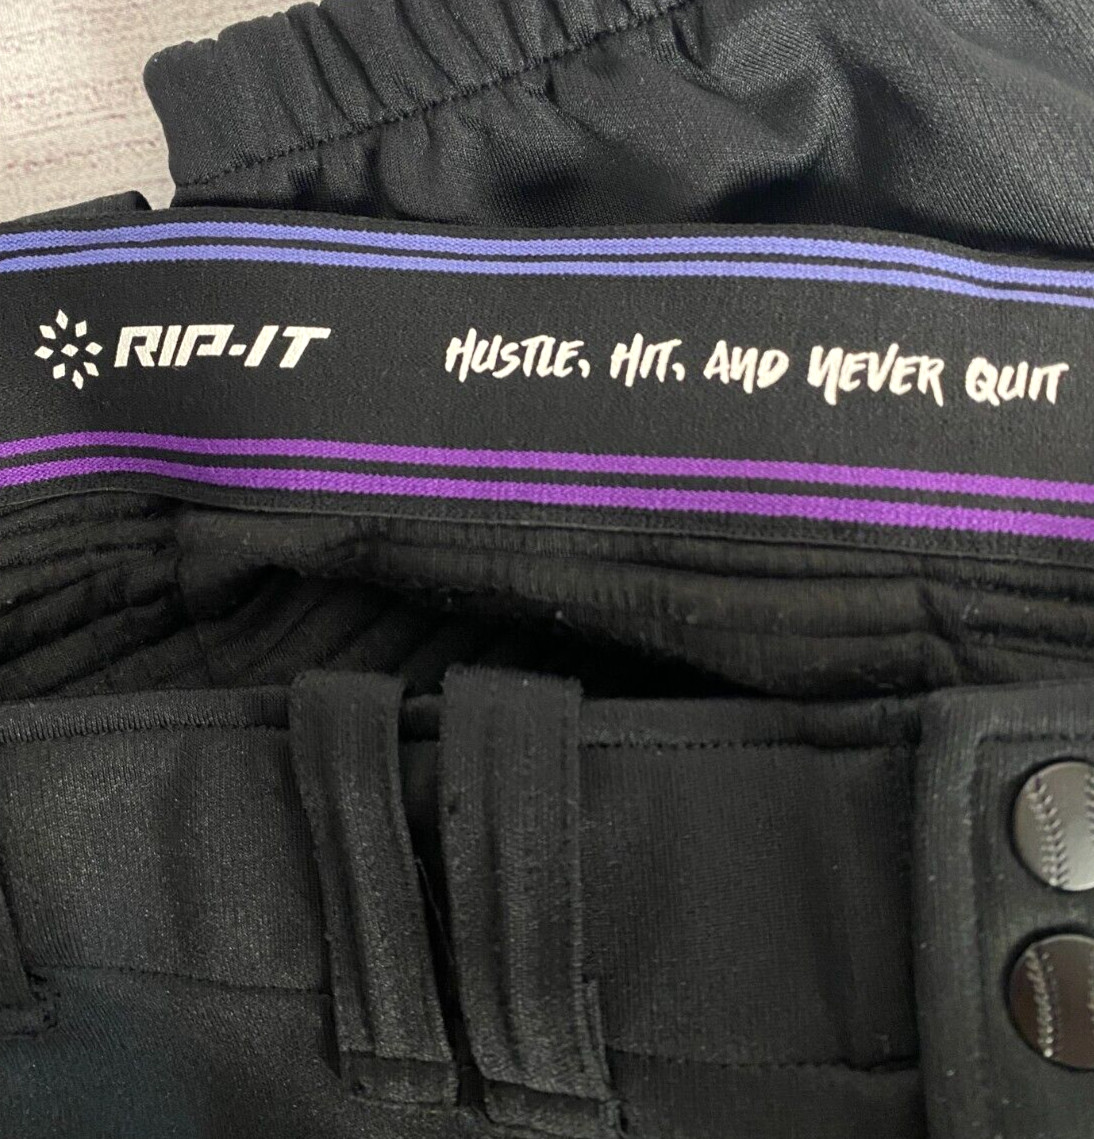 RIP-IT
HUSTLE, HIT, AND NEVER QUIT